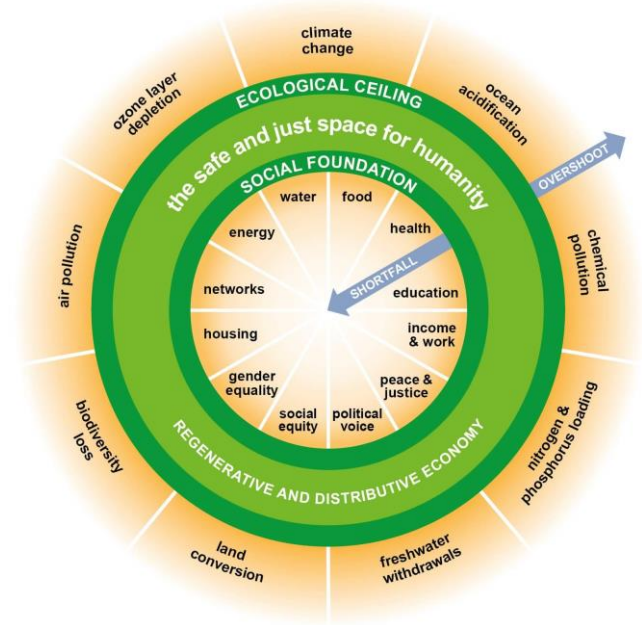 climate
change
ocean
acidification
chemical
pollution
nitrogen &
phosphorus loading
freshwater
withdrawals
land
conversion
biodiversity
loss
air pollution
ozone layer
depletion
ECOLOGICAL CEILING
the safe and just space for humanity
SOCIAL FOUNDATION
OVERSHOOT
water
food
energy
health
SHORTFALL
networks
education
housing
income
& work
gender
equality
peace &
justice
social
equity
political
voice
REGENERATIVE AND DISTRIBUTIVE ECONOMY